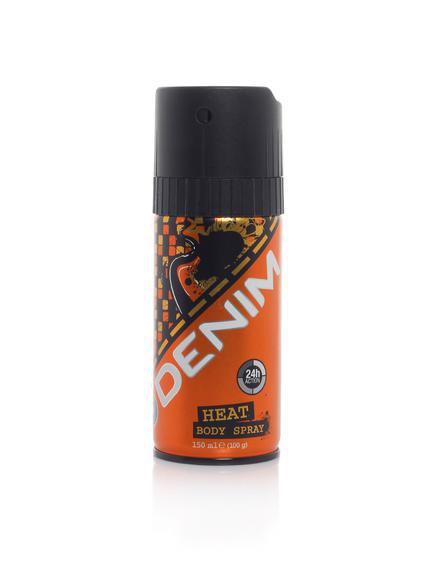 DENIM
24h
ACTION
HEAT
BODY SPRAY
150 ml ℮ (100 g)